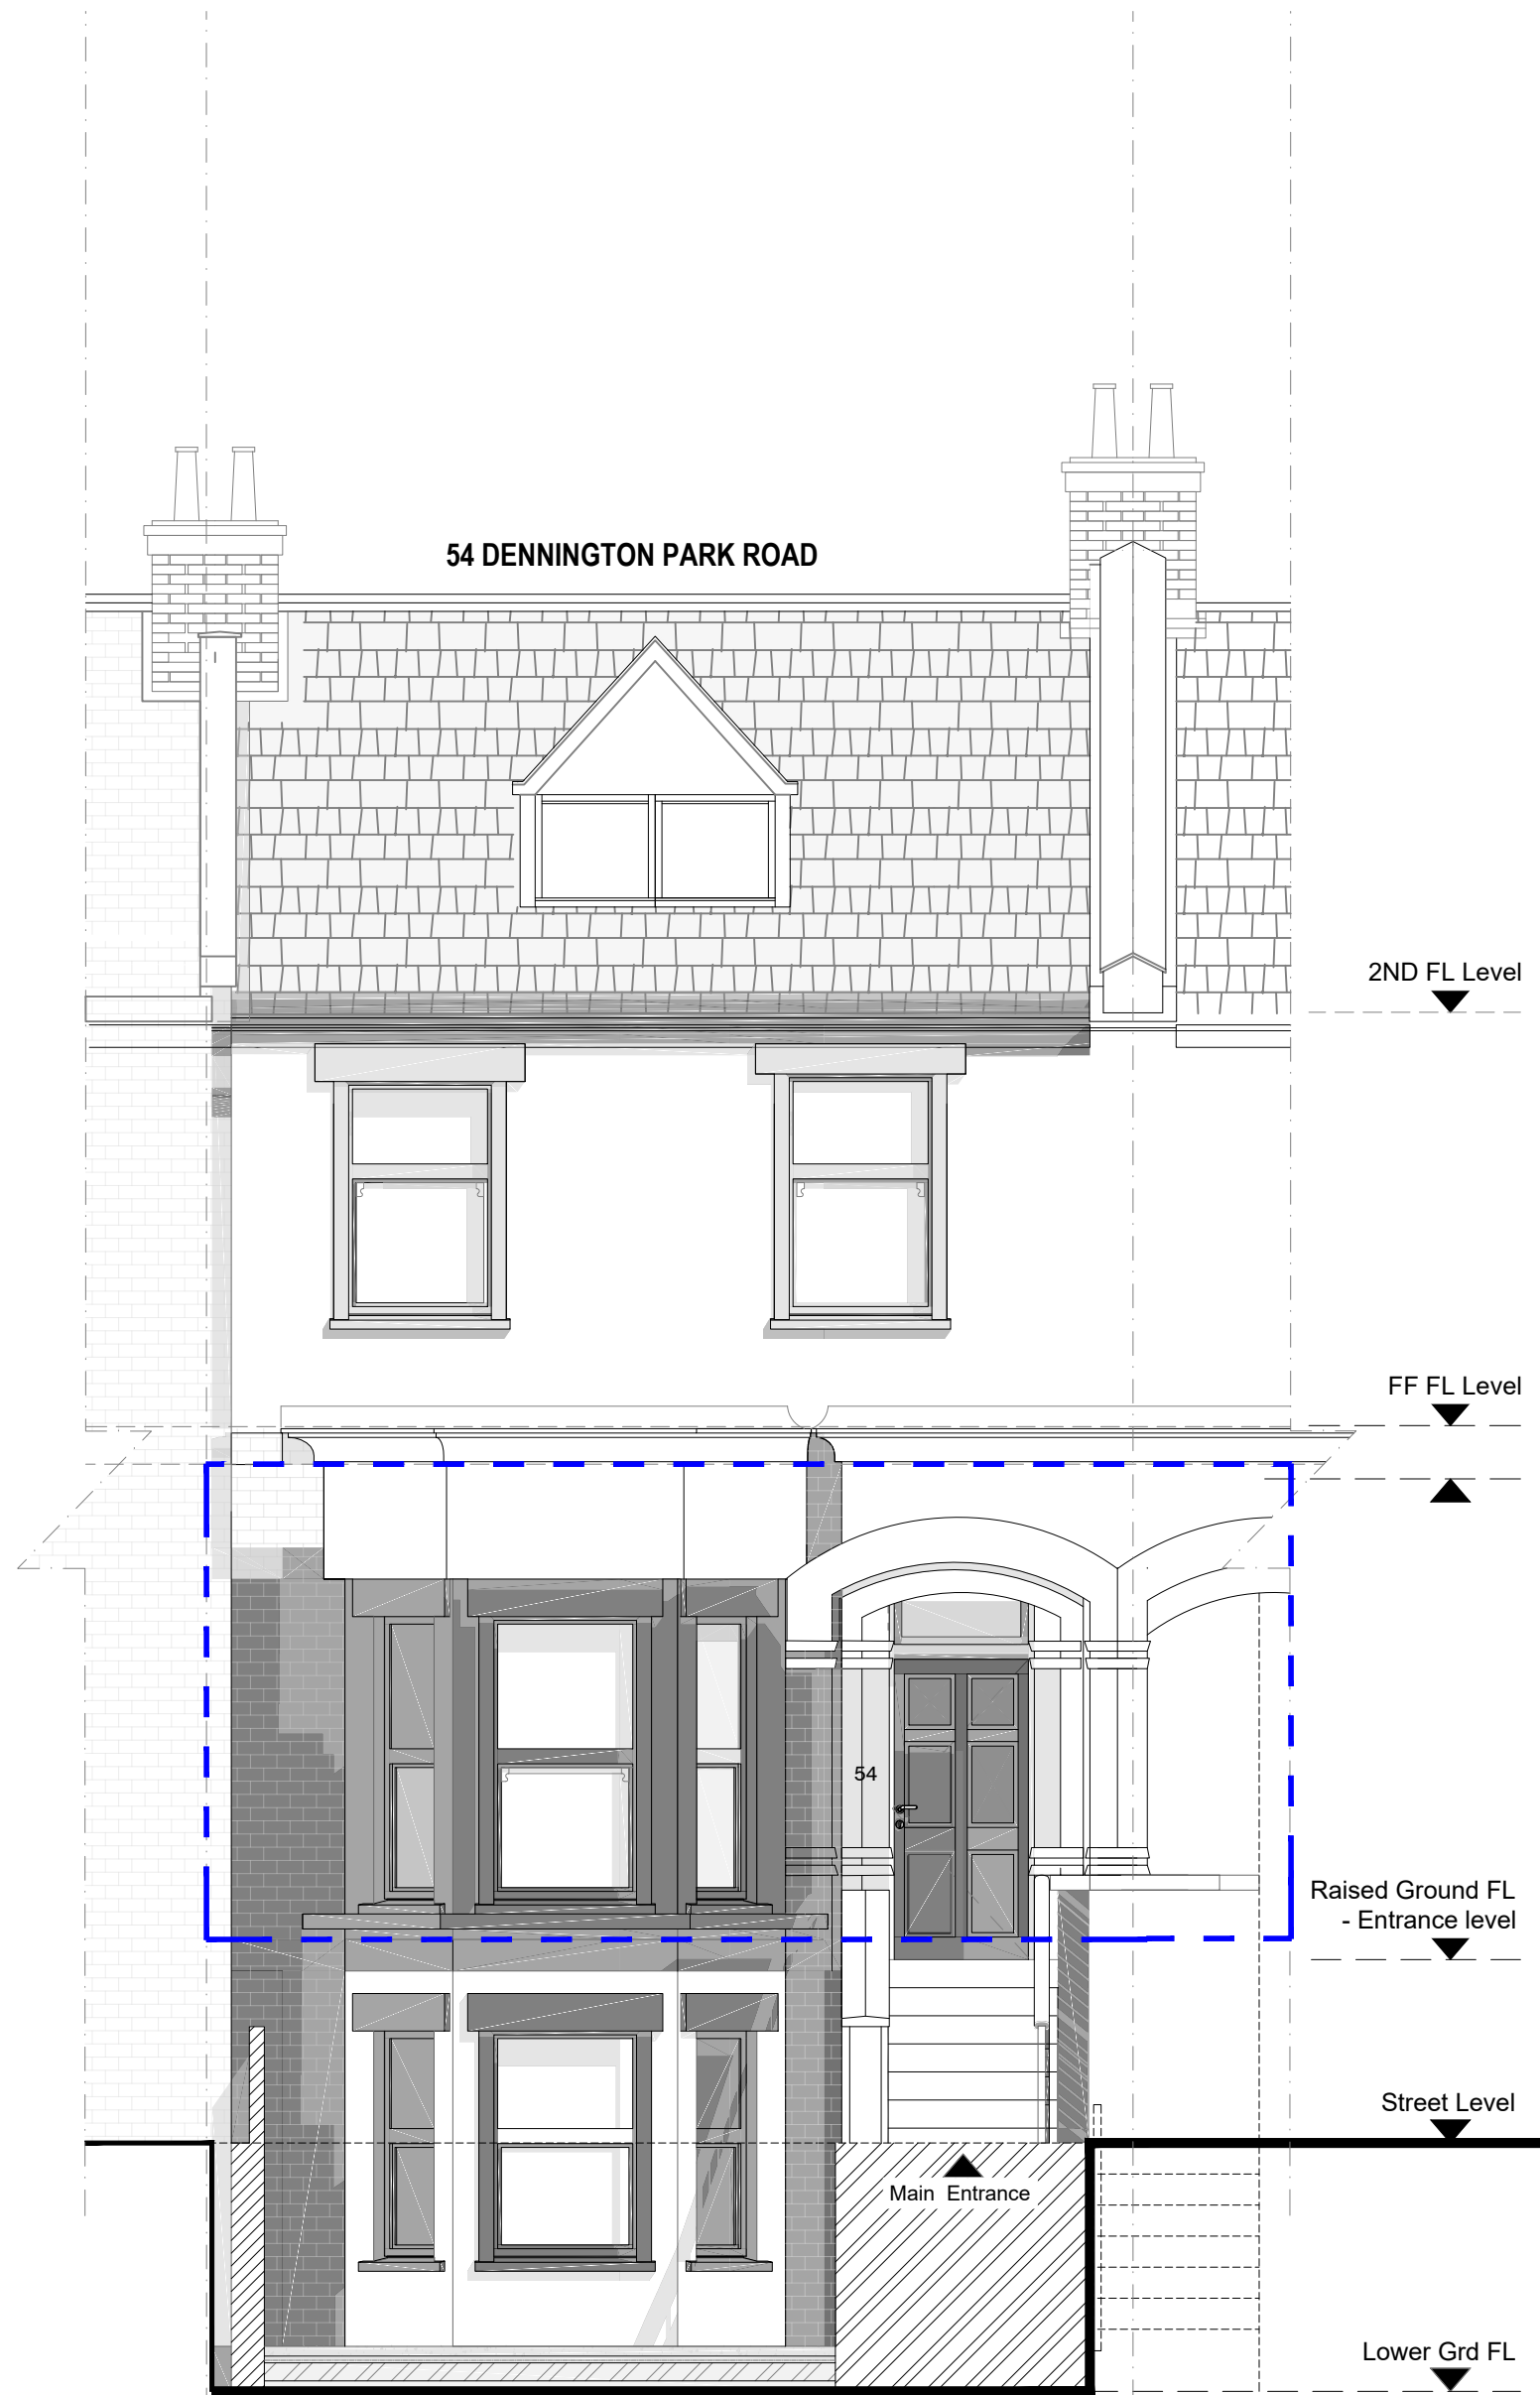 54 DENNINGTON PARK ROAD
2ND FL Level
FF FL Level
54
Raised Ground FL
- Entrance level
Street Level
Main Entrance
Lower Grd FL